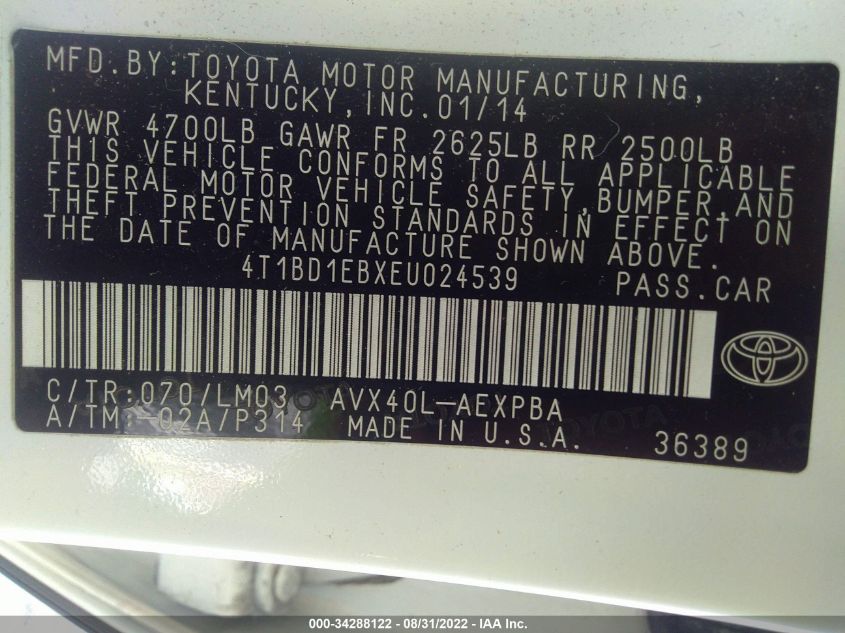 MFD.BY:TOYOTA MOTOR MANUFACTURING,
KENTUCKY,INC.01/14
GVWR 4700LB GAWR FR 2625LB RR 2500LB
THIS VEHICLE CONFORMS TO ALL APPLICABLE
FEDERAL MOTOR VEHICLE SAFETY,BUMPER,AND
THEFT PREVENTION STANDARDS IN EFFECT ON
THE DATE OF MANUFACTURE SHOWN ABOVE.
4T1BD1EBXEU024539 PASS.CAR
C/TR:070/LM03 AVX40L-AEXPBA
A/TM: 02A/P314 MADE IN U.S.A. 36389
000-34288122 - 08/31/2022 - IAA Inc.